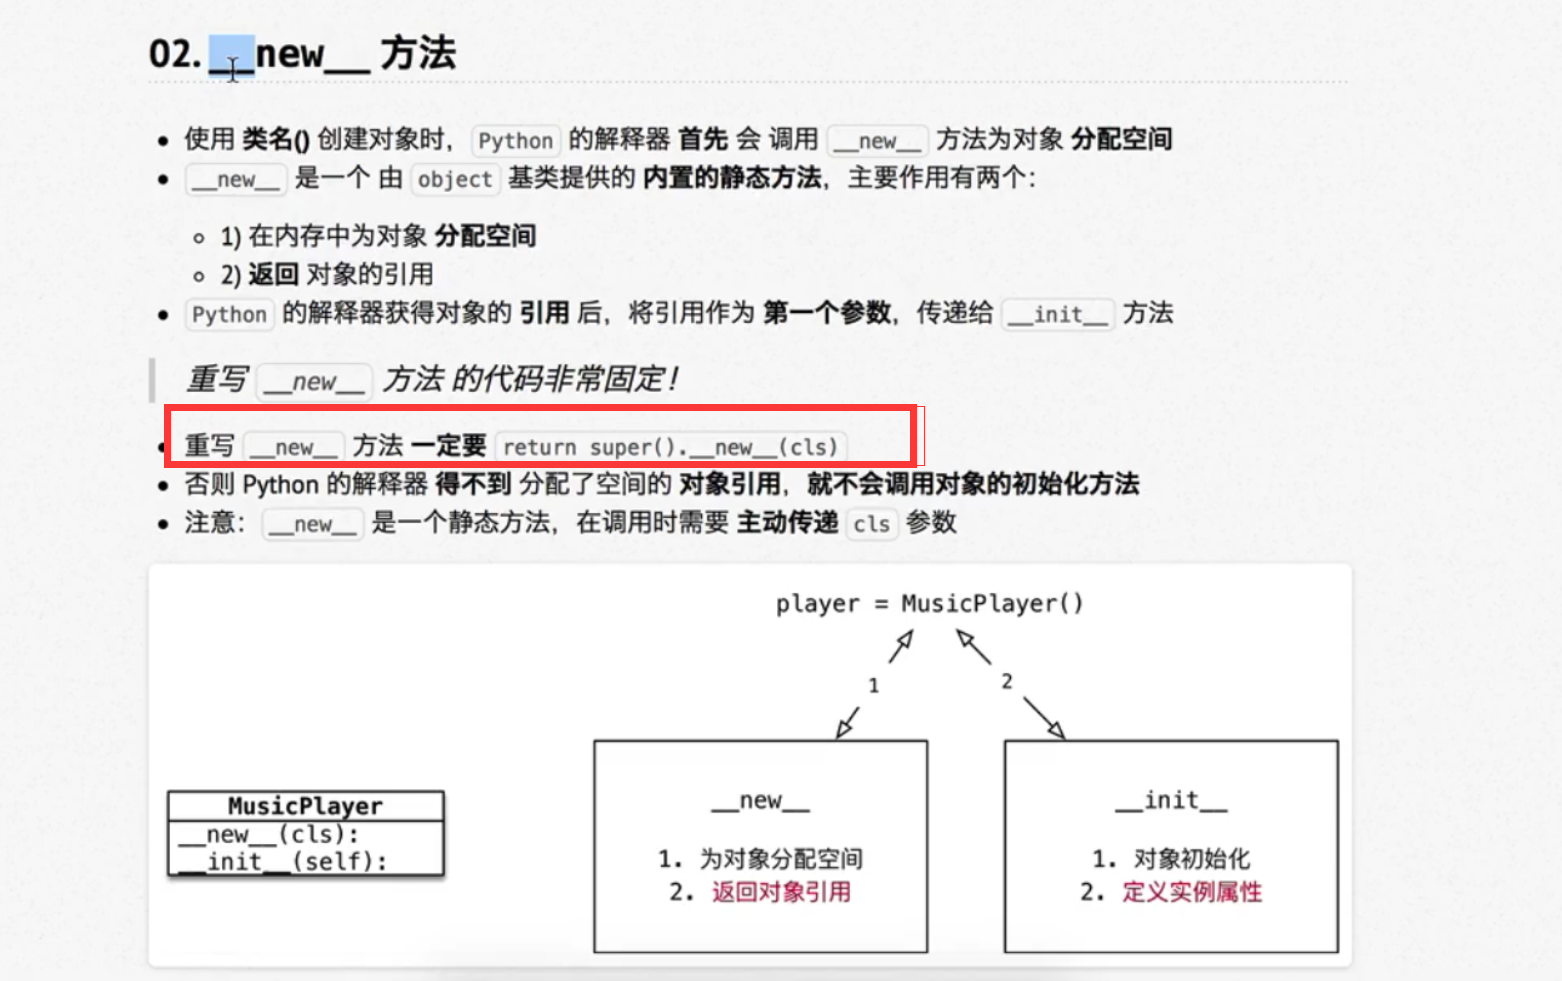 02. __new__ 方法
使用 类名() 创建对象时， Python 的解释器 首先 会 调用 __new__ 方法为对象 分配空间
__new__ 是一个 由 object 基类提供的 内置的静态方法，主要作用有两个：
1) 在内存中为对象 分配空间
2) 返回 对象的引用
Python 的解释器获得对象的 引用 后，将引用作为 第一个参数，传递给 __init__ 方法
重写 __new__ 方法 的代码非常固定！
重写 __new__ 方法 一定要 return super().__new__(cls)
否则 Python 的解释器 得不到 分配了空间的 对象引用，就不会调用对象的初始化方法
注意： __new__ 是一个静态方法，在调用时需要 主动传递 cls 参数
player = MusicPlayer()
1
2
MusicPlayer
__new__(cls):
__init__(self):
__new__
1. 为对象分配空间
2. 返回对象引用
__init__
1. 对象初始化
2. 定义实例属性